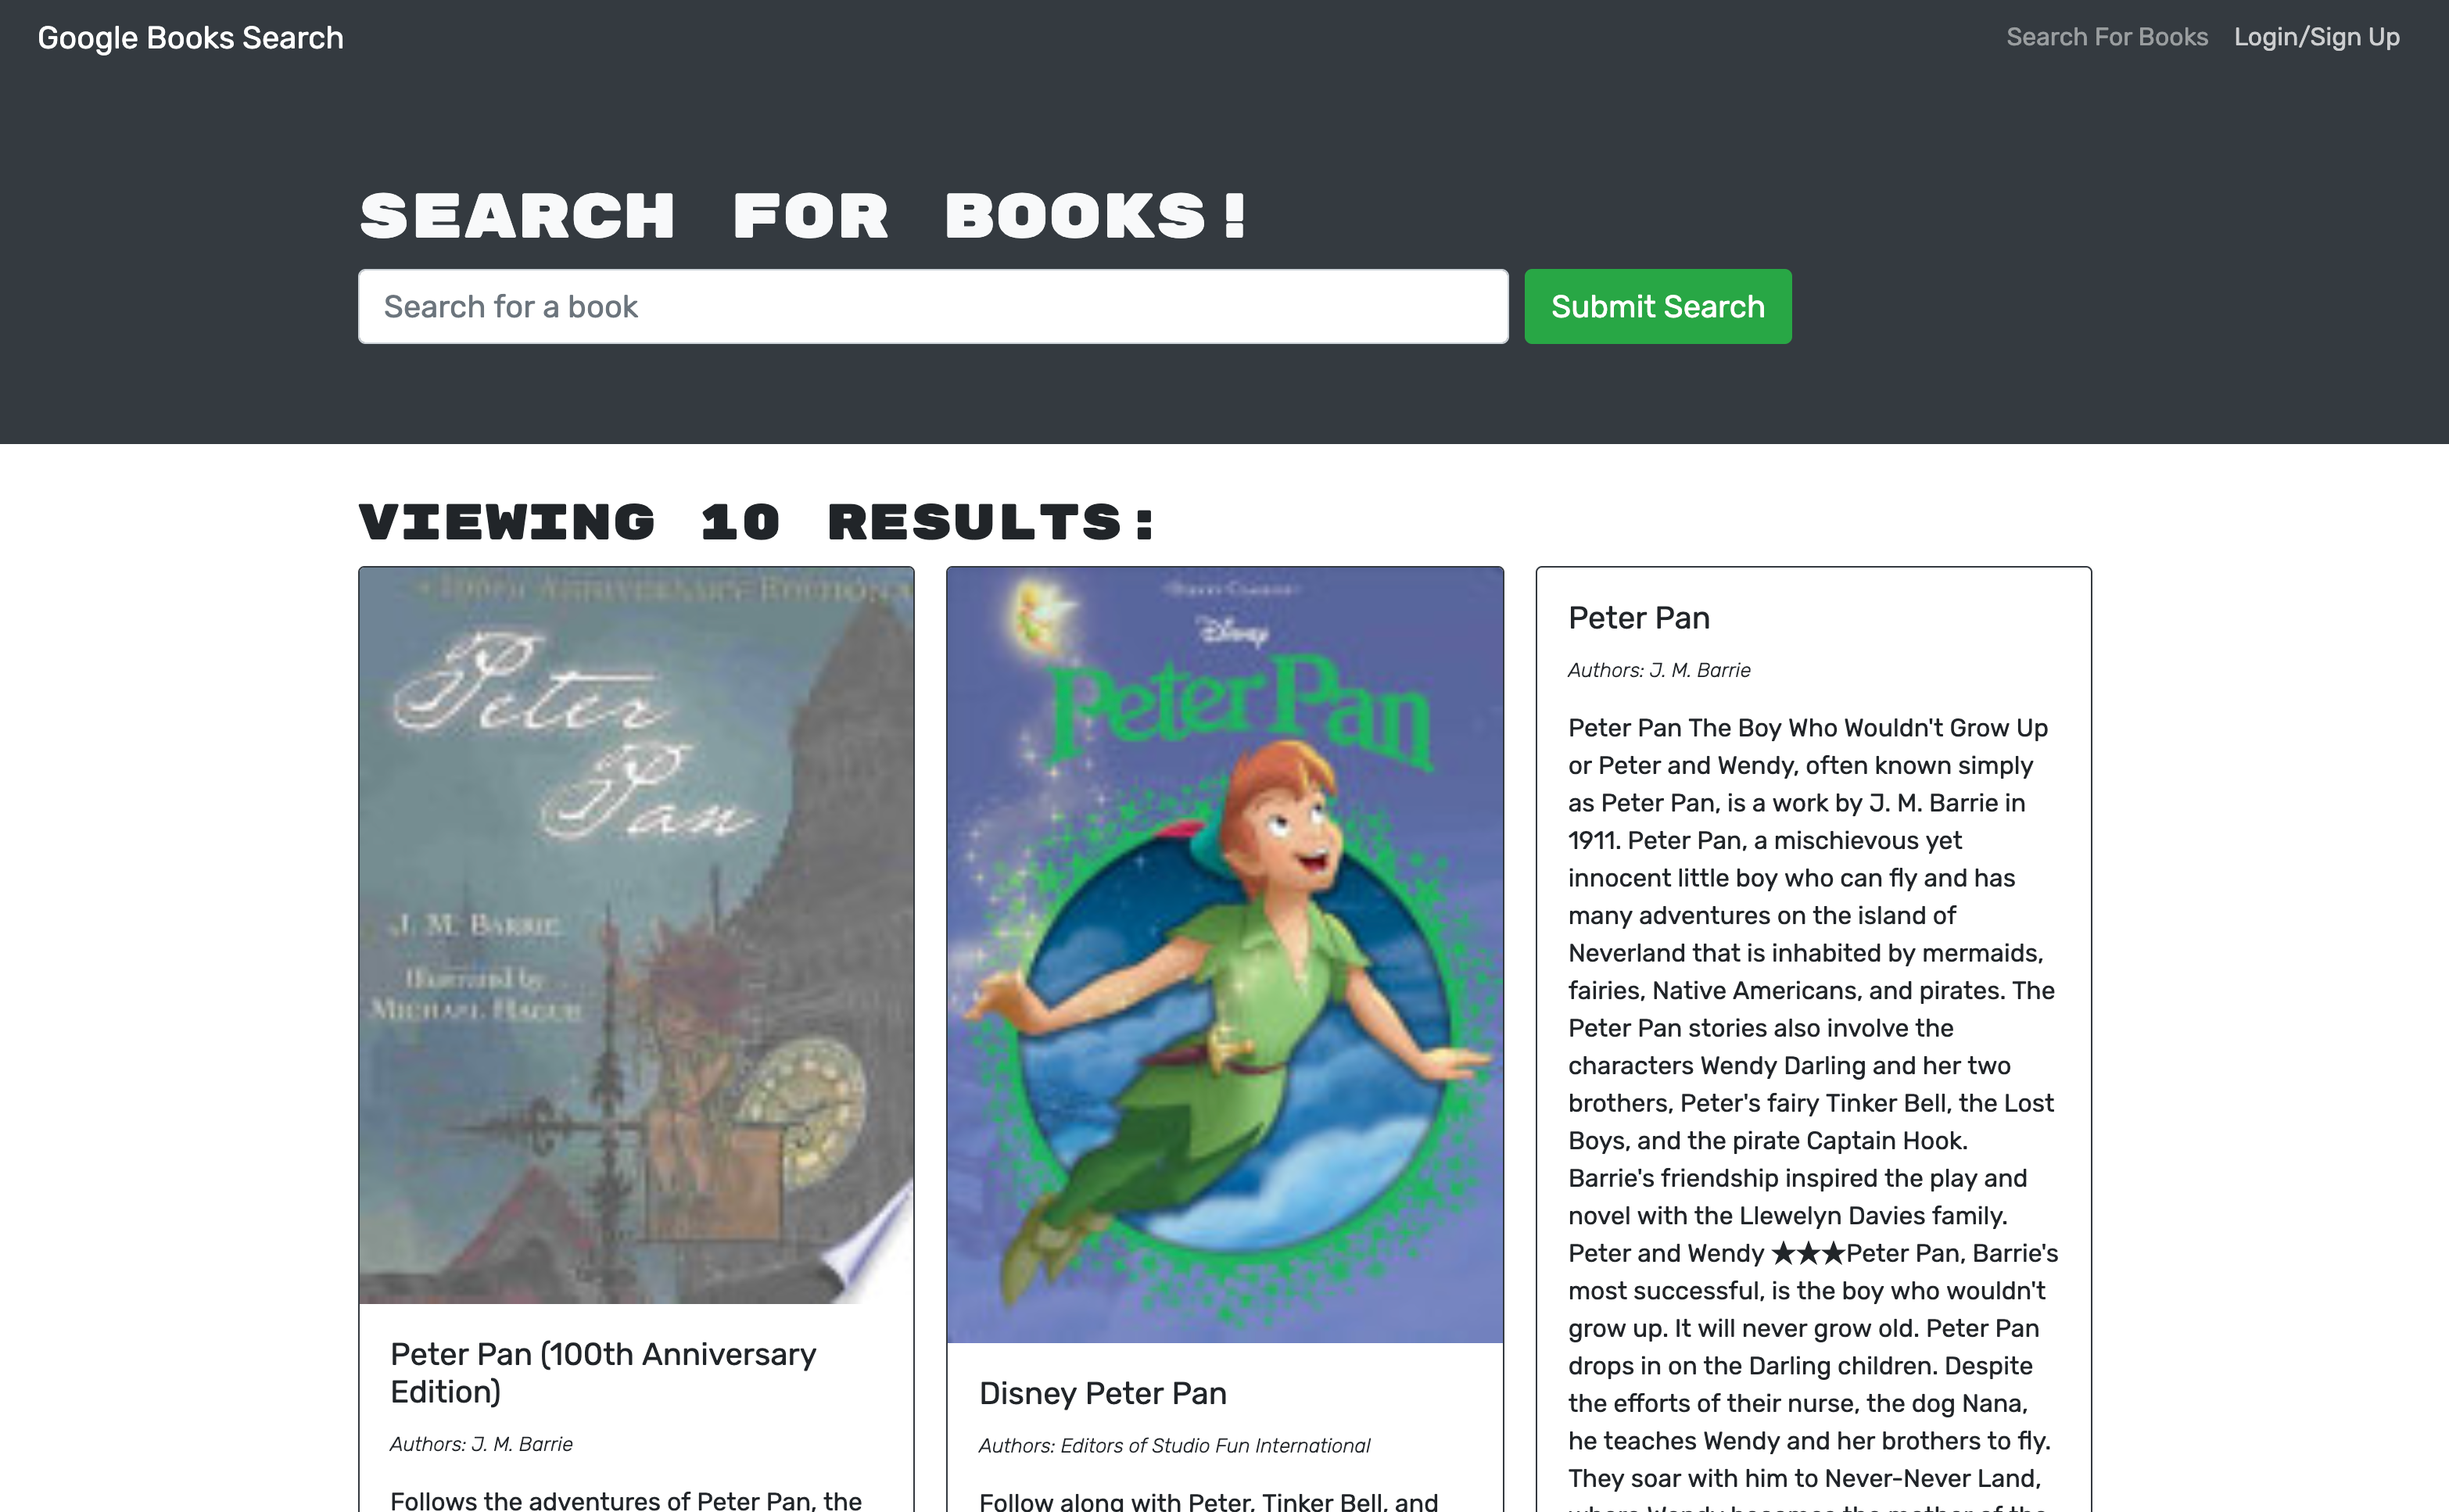 Google Books Search
Search For Books
Login/Sign Up
SEARCH FOR BOOKS!
Search for a book
Submit Search
VIEWING 10 RESULTS:
100TH ANNIVERSARY EDITION
Peter
Pan
J. M. BARRIE
Illustrated by
MICHAEL HAGUE
Peter Pan (100th Anniversary
Edition)
Authors: J. M. Barrie
Follows the adventures of Peter Pan, the
Disney
Peter Pan
Disney Peter Pan
Authors: Editors of Studio Fun International
Follow along with Peter, Tinker Bell, and
Peter Pan
Authors: J. M. Barrie
Peter Pan The Boy Who Wouldn't Grow Up
or Peter and Wendy, often known simply
as Peter Pan, is a work by J. M. Barrie in
1911. Peter Pan, a mischievous yet
innocent little boy who can fly and has
many adventures on the island of
Neverland that is inhabited by mermaids,
fairies, Native Americans, and pirates. The
Peter Pan stories also involve the
characters Wendy Darling and her two
brothers, Peter's fairy Tinker Bell, the Lost
Boys, and the pirate Captain Hook.
Barrie's friendship inspired the play and
novel with the Llewelyn Davies family.
Peter and Wendy ★★★Peter Pan, Barrie's
most successful, is the boy who wouldn't
grow up. It will never grow old. Peter Pan
drops in on the Darling children. Despite
the efforts of their nurse, the dog Nana,
he teaches Wendy and her brothers to fly.
They soar with him to Never-Never Land,